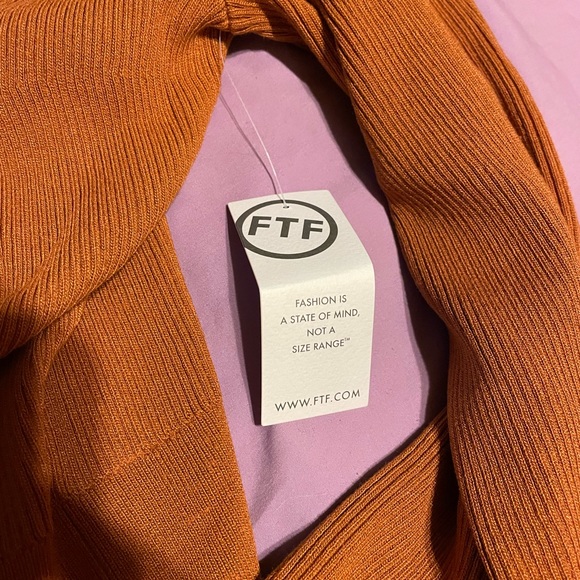 FTF
FASHION IS
A STATE OF MIND,
NOT A
SIZE RANGE™
WWW.FTF.COM